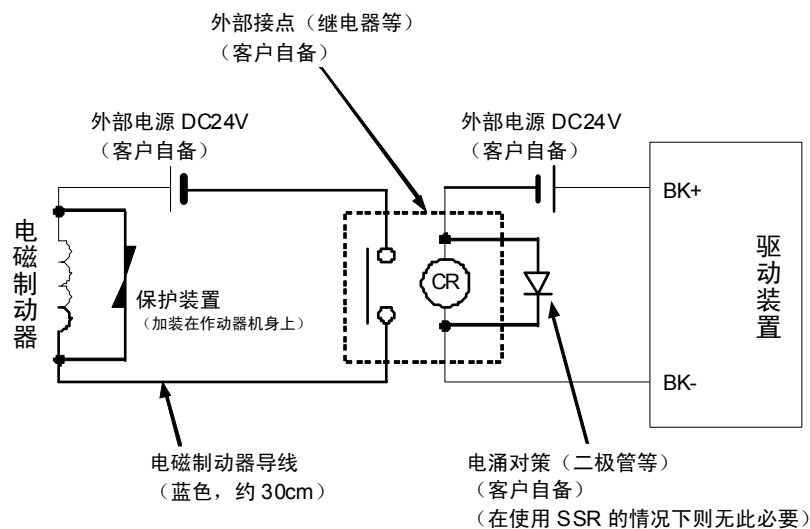 外部接点（继电器等）
（客户自备）
外部电源 DC24V
（客户自备）
外部电源 DC24V
（客户自备）
BK+
电磁制动器
CR
驱动装置
保护装置
（加装在作动器机身上）
BK-
电磁制动器导线
（蓝色，约 30cm）
电涌对策（二极管等）
（客户自备）
（在使用 SSR 的情况下则无此必要）